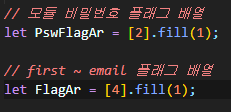 // 모듈 비밀번호 플래그 배열
let PswFlagAr = [2].fill(1);
// first ~ email 플래그 배열
let FlagAr = [4].fill(1);